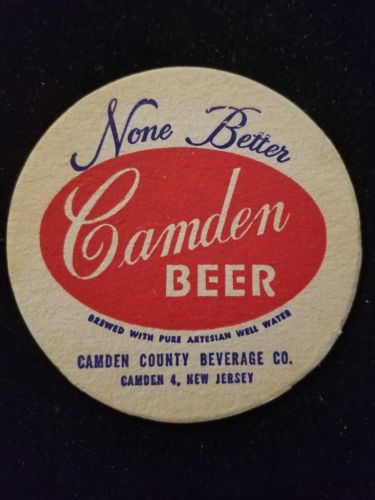 None Better
Camden
BEER
BREWED WITH PURE ARTESIAN WELL WATER
CAMDEN COUNTY BEVERAGE CO.
CAMDEN 4, NEW JERSEY